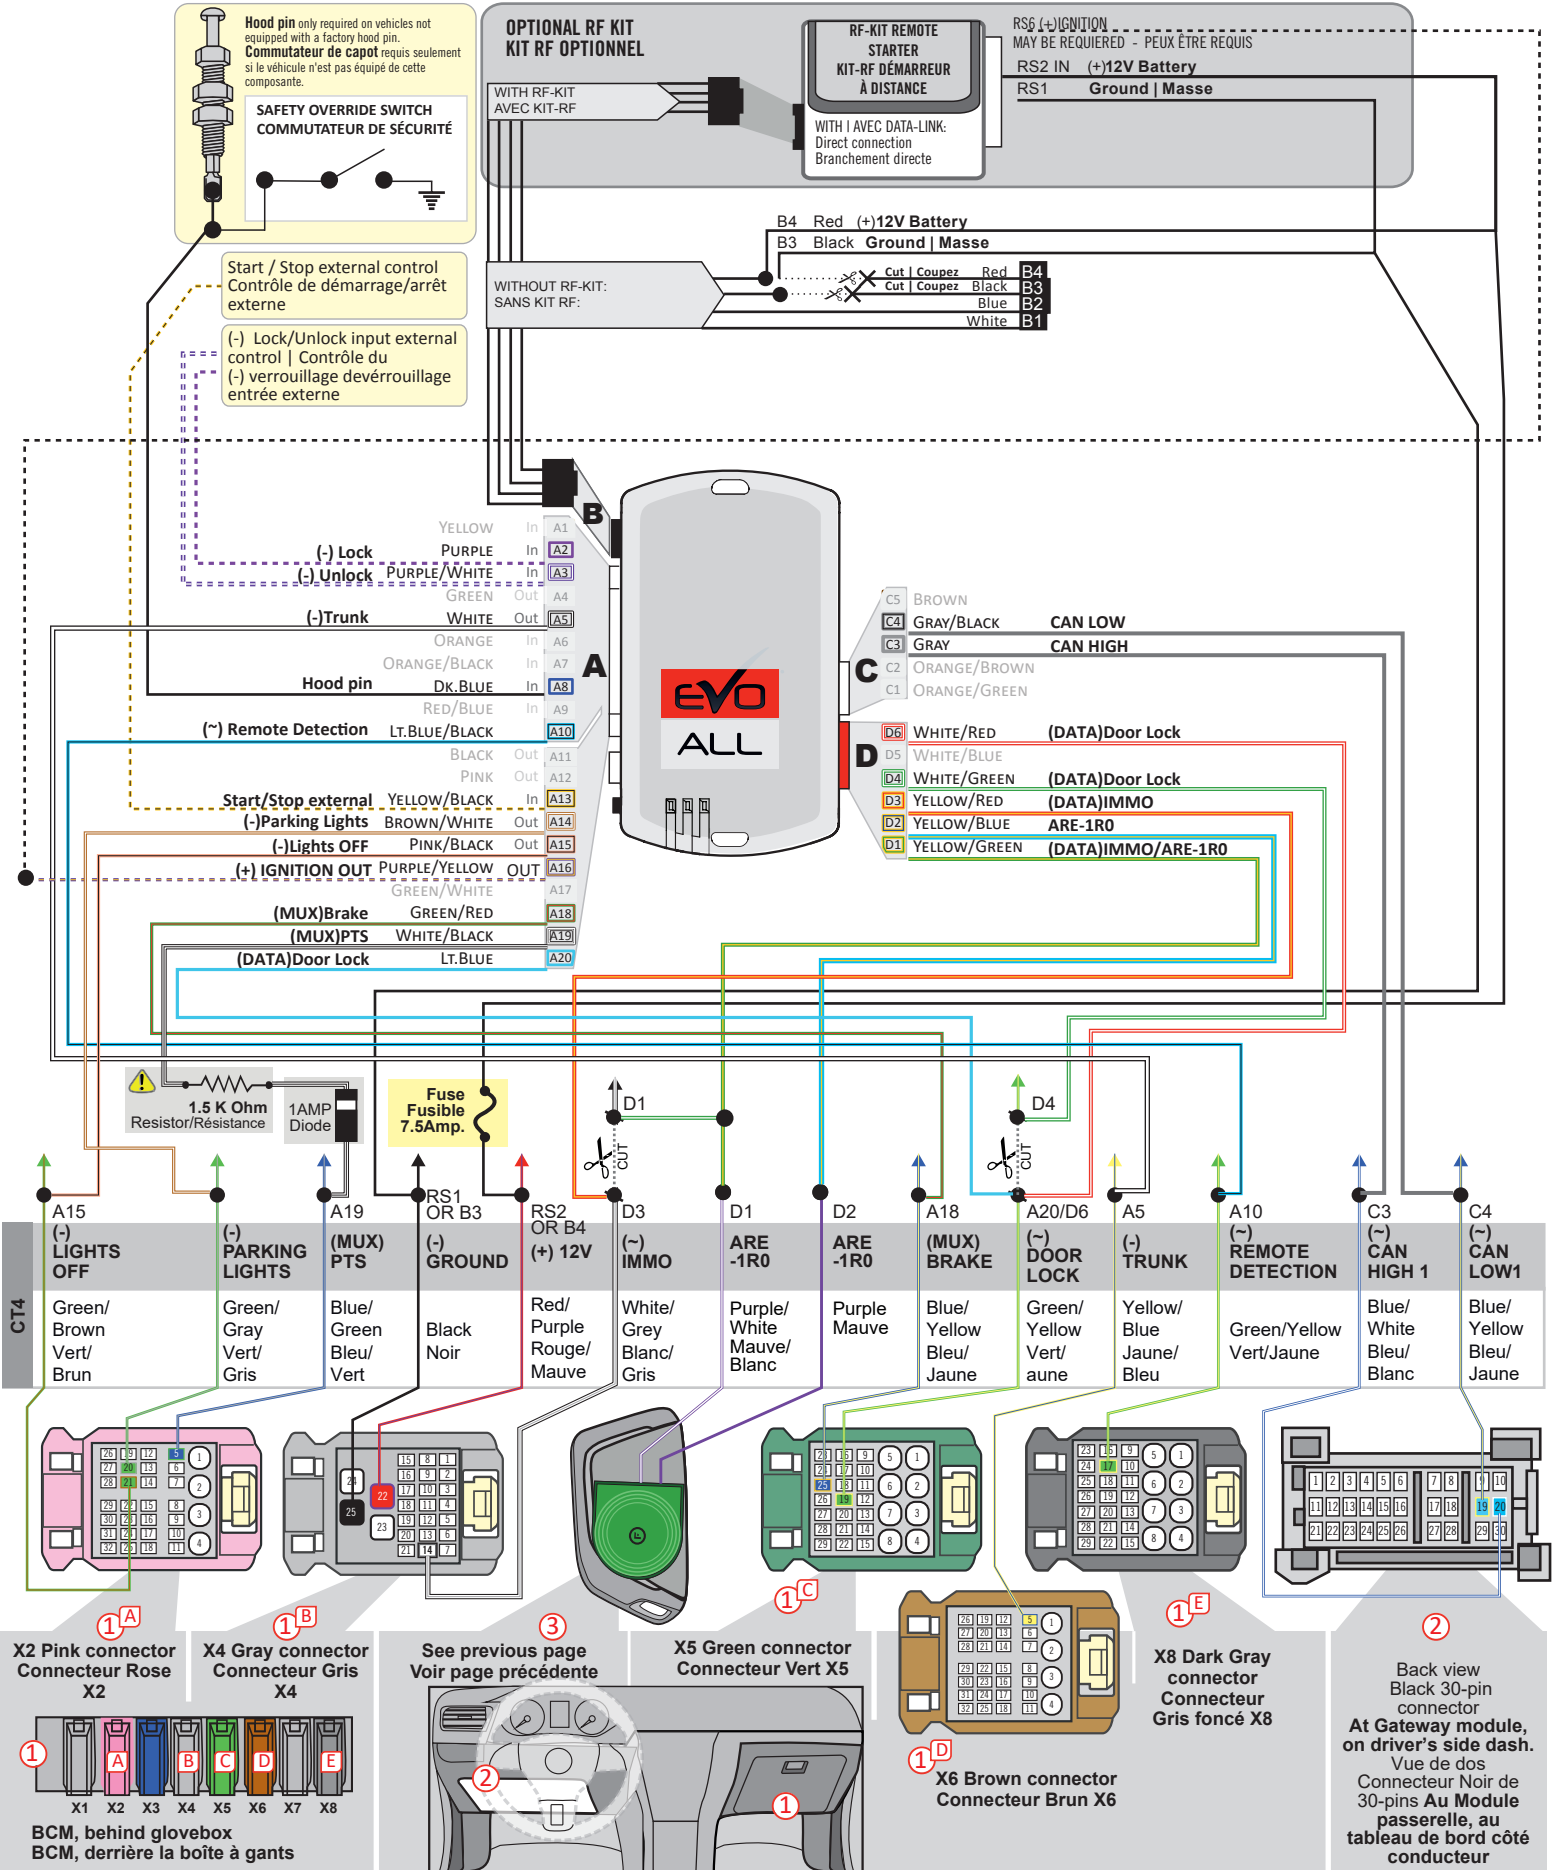 Hood pin only required on vehicles not
equipped with a factory hood pin.
Commutateur de capot requis seulement
si le véhicule n'est pas équipé de cette
composante.
SAFETY OVERRIDE SWITCH
COMMUTATEUR DE SÉCURITÉ
OPTIONAL RF KIT
KIT RF OPTIONNEL
WITH RF-KIT
AVEC KIT-RF
RF-KIT REMOTE
STARTER
KIT-RF DÉMARREUR
À DISTANCE
WITH | AVEC DATA-LINK:
Direct connection
Branchement directe
RS6 (+)IGNITION
MAY BE REQUIERED - PEUX ÊTRE REQUIS
RS2 IN (+)12V Battery
RS1 Ground | Masse
B4 Red (+)12V Battery
B3 Black Ground | Masse
Start / Stop external control
Contrôle de démarrage/arrêt
externe
WITHOUT RF-KIT:
SANS KIT RF:
Cut | Coupez Red B4
Cut | Coupez Black B3
Blue B2
White B1
(-) Lock/Unlock input external
control | Contrôle du
(-) verrouillage devérrouillage
entrée externe
B
YELLOW In A1
(-) Lock PURPLE In A2
(-) Unlock PURPLE/WHITE In A3
GREEN Out A4
(-)Trunk WHITE Out A5
ORANGE In A6
ORANGE/BLACK In A7
Hood pin DK.BLUE In A8
RED/BLUE In A9
(~) Remote Detection LT.BLUE/BLACK A10
BLACK Out A11
PINK Out A12
Start/Stop external YELLOW/BLACK In A13
(-)Parking Lights BROWN/WHITE Out A14
(-)Lights OFF PINK/BLACK Out A15
(+) IGNITION OUT PURPLE/YELLOW OUT A16
GREEN/WHITE A17
(MUX)Brake GREEN/RED A18
(MUX)PTS WHITE/BLACK A19
(DATA)Door Lock LT.BLUE A20
A
EVO
ALL
C
C5 BROWN
C4 GRAY/BLACK CAN LOW
C3 GRAY CAN HIGH
C2 ORANGE/BROWN
C1 ORANGE/GREEN
D
D6 WHITE/RED (DATA)Door Lock
D5 WHITE/BLUE
D4 WHITE/GREEN (DATA)Door Lock
D3 YELLOW/RED (DATA)IMMO
D2 YELLOW/BLUE ARE-1R0
D1 YELLOW/GREEN (DATA)IMMO/ARE-1R0
1.5 K Ohm
Resistor/Résistance
1AMP
Diode
Fuse
Fusible
7.5Amp.
D1
CUT
D4
CUT
CT4
A15
(-)
LIGHTS
OFF
Green/
Brown
Vert/
Brun
(-)
PARKING
LIGHTS
Green/
Gray
Vert/
Gris
A19
(MUX)
PTS
Blue/
Green
Bleu/
Vert
RS1
OR B3
(-)
GROUND
Black
Noir
RS2
OR B4
(+) 12V
Red/
Purple
Rouge/
Mauve
D3
(~)
IMMO
White/
Grey
Blanc/
Gris
D1
ARE
-1R0
Purple/
White
Mauve/
Blanc
D2
ARE
-1R0
Purple
Mauve
A18
(MUX)
BRAKE
Blue/
Yellow
Bleu/
Jaune
A20/D6
(~)
DOOR
LOCK
Green/
Yellow
Vert/
aune
A5
(-)
TRUNK
Yellow/
Blue
Jaune/
Bleu
A10
(~)
REMOTE
DETECTION
Green/Yellow
Vert/Jaune
C3
(~)
CAN
HIGH 1
Blue/
White
Bleu/
Blanc
C4
(~)
CAN
LOW1
Blue/
Yellow
Bleu/
Jaune
1 A
X2 Pink connector
Connecteur Rose
X2
1 B
X4 Gray connector
Connecteur Gris
X4
3
See previous page
Voir page précédente
1 C
X5 Green connector
Connecteur Vert X5
1 D
X6 Brown connector
Connecteur Brun X6
1 E
X8 Dark Gray
connector
Connecteur
Gris foncé X8
2
Back view
Black 30-pin
connector
At Gateway module,
on driver's side dash.
Vue de dos
Connecteur Noir de
30-pins Au Module
passerelle, au
tableau de bord côté
conducteur
1
A B C D E
X1 X2 X3 X4 X5 X6 X7 X8
BCM, behind glovebox
BCM, derrière la boîte à gants
2
1